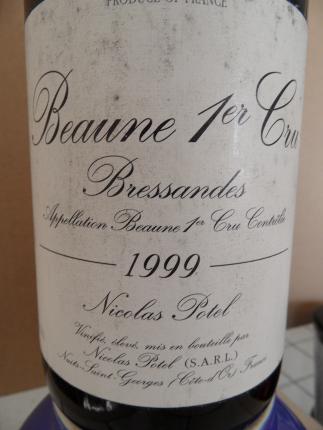 PRODUCE OF FRANCE
Beaune 1er Cru
Bressandes
Appellation Beaune 1er Cru Contrôlée
1999
Nicolas Potel
Vinifié, élevé, mis en bouteille par
Nicolas Potel (S.A.R.L.)
Nuits-Saint-Georges (Côte-d'Or) France